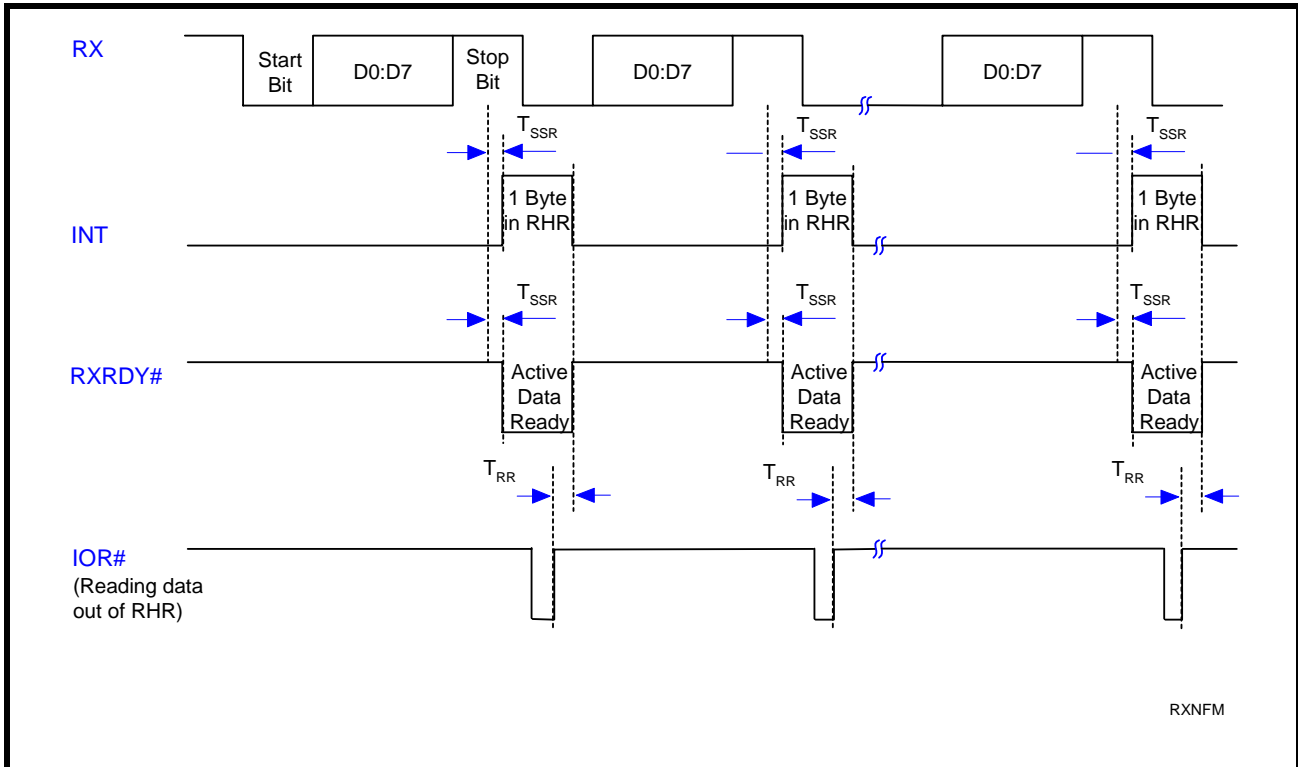 RX
Start
Bit
D0:D7
Stop
Bit
D0:D7
D0:D7
TSSR
TSSR
TSSR
INT
1 Byte
in RHR
1 Byte
in RHR
1 Byte
in RHR
TSSR
TSSR
TSSR
RXRDY#
Active
Data
Ready
Active
Data
Ready
Active
Data
Ready
TRR
TRR
TRR
IOR#
(Reading data
out of RHR)
RXNFM